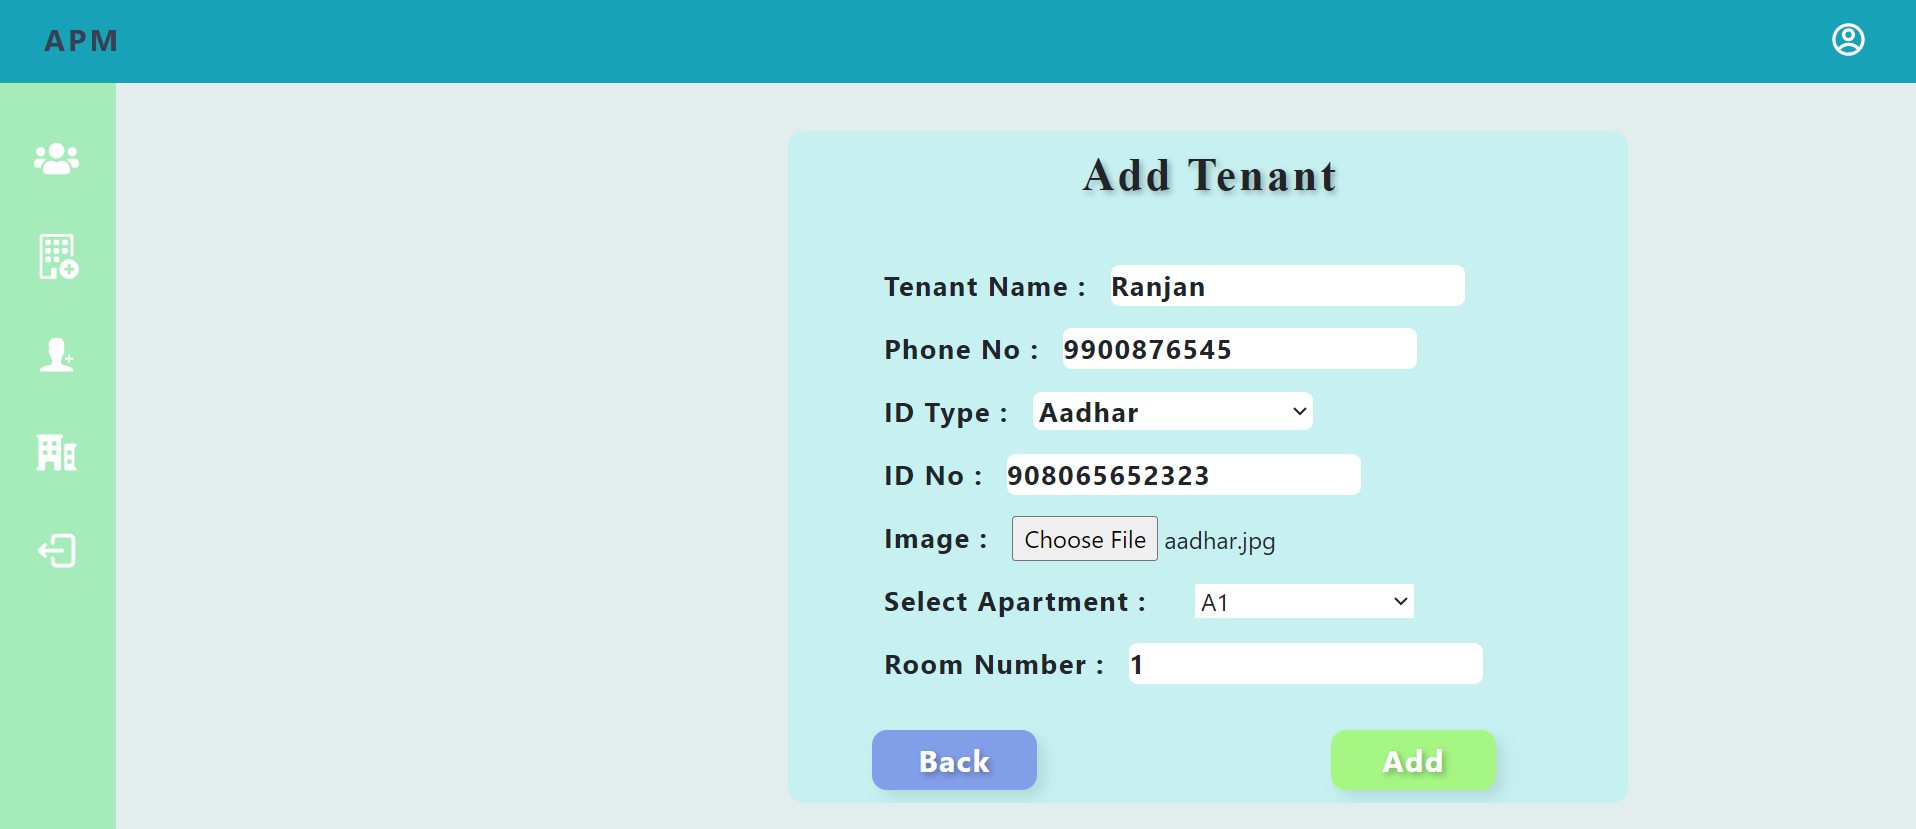 APM
Add Tenant
Tenant Name : Ranjan
Phone No : 9900876545
ID Type : Aadhar
ID No : 908065652323
Image : Choose File aadhar.jpg
Select Apartment : A1
Room Number : 1
Back Add